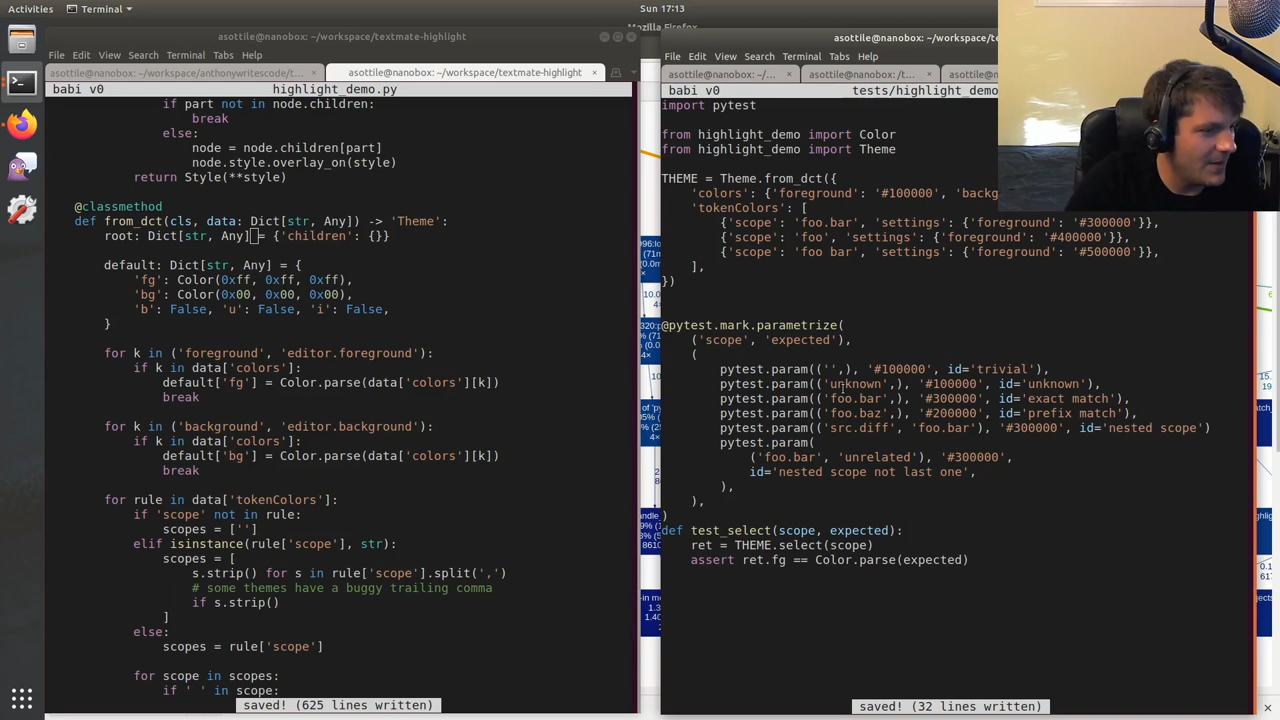 Activities
Terminal
Sun 17:13
asottile@nanobox: ~/workspace/textmate-highlight
File Edit View Search Terminal Tabs Help
asottile@nanobox: ~/workspace/anthonywritescode/t...
asottile@nanobox: ~/workspace/textmate-highlight
babi v0 highlight_demo.py
if part not in node.children:
break
else:
node = node.children[part]
node.style.overlay_on(style)
return Style(**style)
@classmethod
def from_dct(cls, data: Dict[str, Any]) -> 'Theme':
root: Dict[str, Any] = {'children': {}}
default: Dict[str, Any] = {
'fg': Color(0xff, 0xff, 0xff),
'bg': Color(0x00, 0x00, 0x00),
'b': False, 'u': False, 'i': False,
}
for k in ('foreground', 'editor.foreground'):
if k in data['colors']:
default['fg'] = Color.parse(data['colors'][k])
break
for k in ('background', 'editor.background'):
if k in data['colors']:
default['bg'] = Color.parse(data['colors'][k])
break
for rule in data['tokenColors']:
if 'scope' not in rule:
scopes = ['']
elif isinstance(rule['scope'], str):
scopes = [
s.strip() for s in rule['scope'].split(',')
# some themes have a buggy trailing comma
if s.strip()
]
else:
scopes = rule['scope']
for scope in scopes:
if ' ' in scope:
saved! (625 lines written)
asottile@nanobox: ~/workspace/textmate-highlight
File Edit View Search Terminal Tabs Help
asottile@nanobox: ~/...
asottile@nanobox: ~/t...
asottile@nano
babi v0 tests/highlight_demo
import pytest
from highlight_demo import Color
from highlight_demo import Theme
THEME = Theme.from_dct({
'colors': {'foreground': '#100000', 'backg
'tokenColors': [
{'scope': 'foo.bar', 'settings': {'foreground': '#300000'}},
{'scope': 'foo', 'settings': {'foreground': '#400000'}},
{'scope': 'foo bar', 'settings': {'foreground': '#500000'}},
],
})
@pytest.mark.parametrize(
('scope', 'expected'),
(
pytest.param(('',), '#100000', id='trivial'),
pytest.param(('unknown',), '#100000', id='unknown'),
pytest.param(('foo.bar',), '#300000', id='exact match'),
pytest.param(('foo.baz',), '#200000', id='prefix match'),
pytest.param(('src.diff', 'foo.bar'), '#300000', id='nested scope')
pytest.param(
('foo.bar', 'unrelated'), '#300000',
id='nested scope not last one',
),
),
)
def test_select(scope, expected):
ret = THEME.select(scope)
assert ret.fg == Color.parse(expected)
saved! (32 lines written)